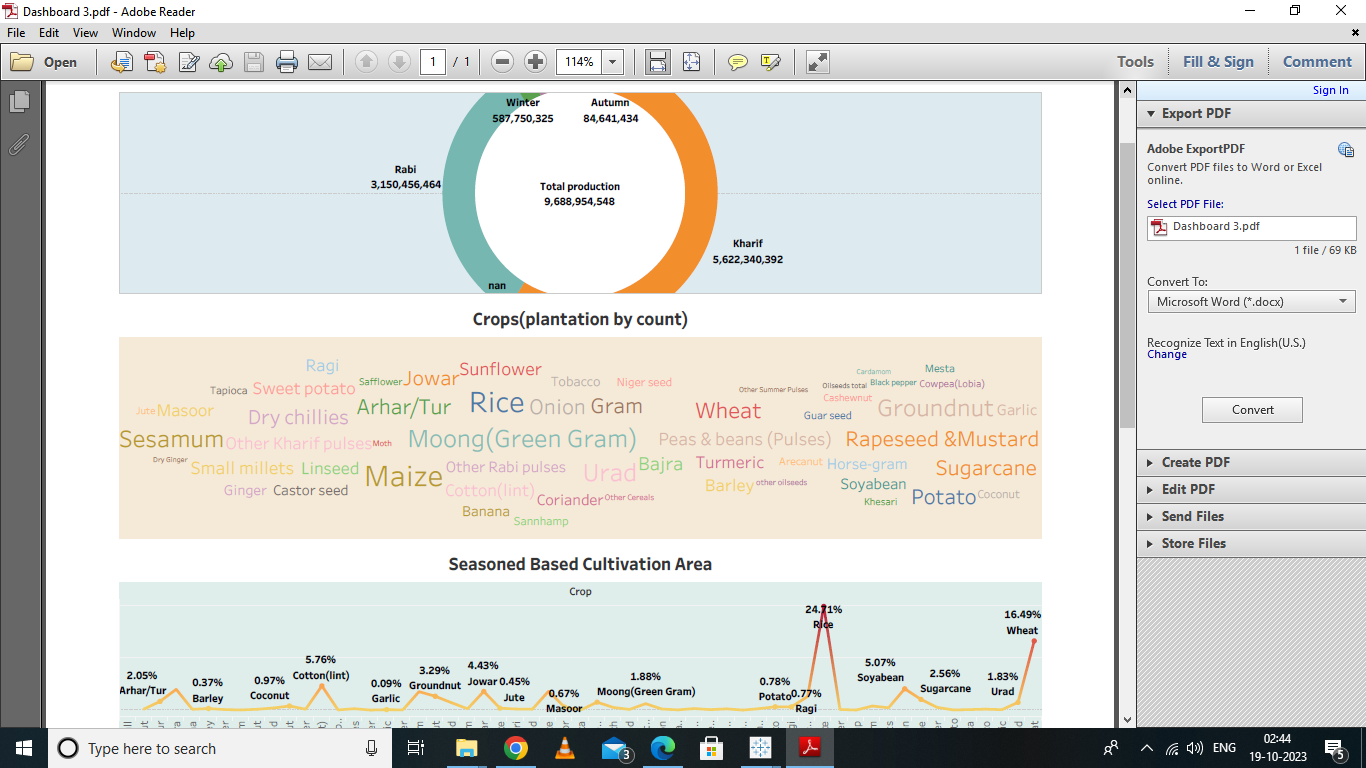 Dashboard 3.pdf - Adobe Reader
File Edit View Window Help
Open 1 / 1 114% Tools Fill & Sign Comment
Sign In
Export PDF
Adobe ExportPDF
Convert PDF files to Word or Excel
online.
Select PDF File:
Dashboard 3.pdf
1 file / 69 KB
Convert To:
Microsoft Word (*.docx)
Recognize Text in English(U.S.)
Change
Convert
Create PDF
Edit PDF
Send Files
Store Files
Winter
587,750,325
Autumn
84,641,434
Rabi
3,150,456,464
Total production
9,688,954,548
Kharif
5,622,340,392
nan
Crops(plantation by count)
Ragi Sunflower Cardamom Mesta
Tapioca Sweet potato Safflower Jowar Tobacco Niger seed Other Summer Pulses Oilseeds total Black pepper Cowpea(Lobia)
Jute Masoor Dry chillies Arhar/Tur Rice Onion Gram Wheat Cashewnut Guar seed Groundnut Garlic
Sesamum Other Kharif pulses Moth Moong(Green Gram) Peas & beans (Pulses) Rapeseed &Mustard
Dry Ginger Small millets Linseed Maize Other Rabi pulses Urad Bajra Turmeric Arecanut Horse-gram Sugarcane
Ginger Castor seed Cotton(lint) Coriander Other Cereals Barley other oilseeds Soyabean Khesari Potato Coconut
Banana Sannhamp
Seasoned Based Cultivation Area
Crop
2.05%
Arhar/Tur
0.37%
Barley
0.97%
Coconut
5.76%
Cotton(lint)
0.09%
Garlic
3.29%
Groundnut
4.43%
Jowar
0.45%
Jute
0.67%
Masoor
1.88%
Moong(Green Gram)
0.78%
Potato
0.77%
Ragi
24.71%
Rice
5.07%
Soyabean
2.56%
Sugarcane
1.83%
Urad
16.49%
Wheat
Type here to search
3
ENG
02:44
19-10-2023
5